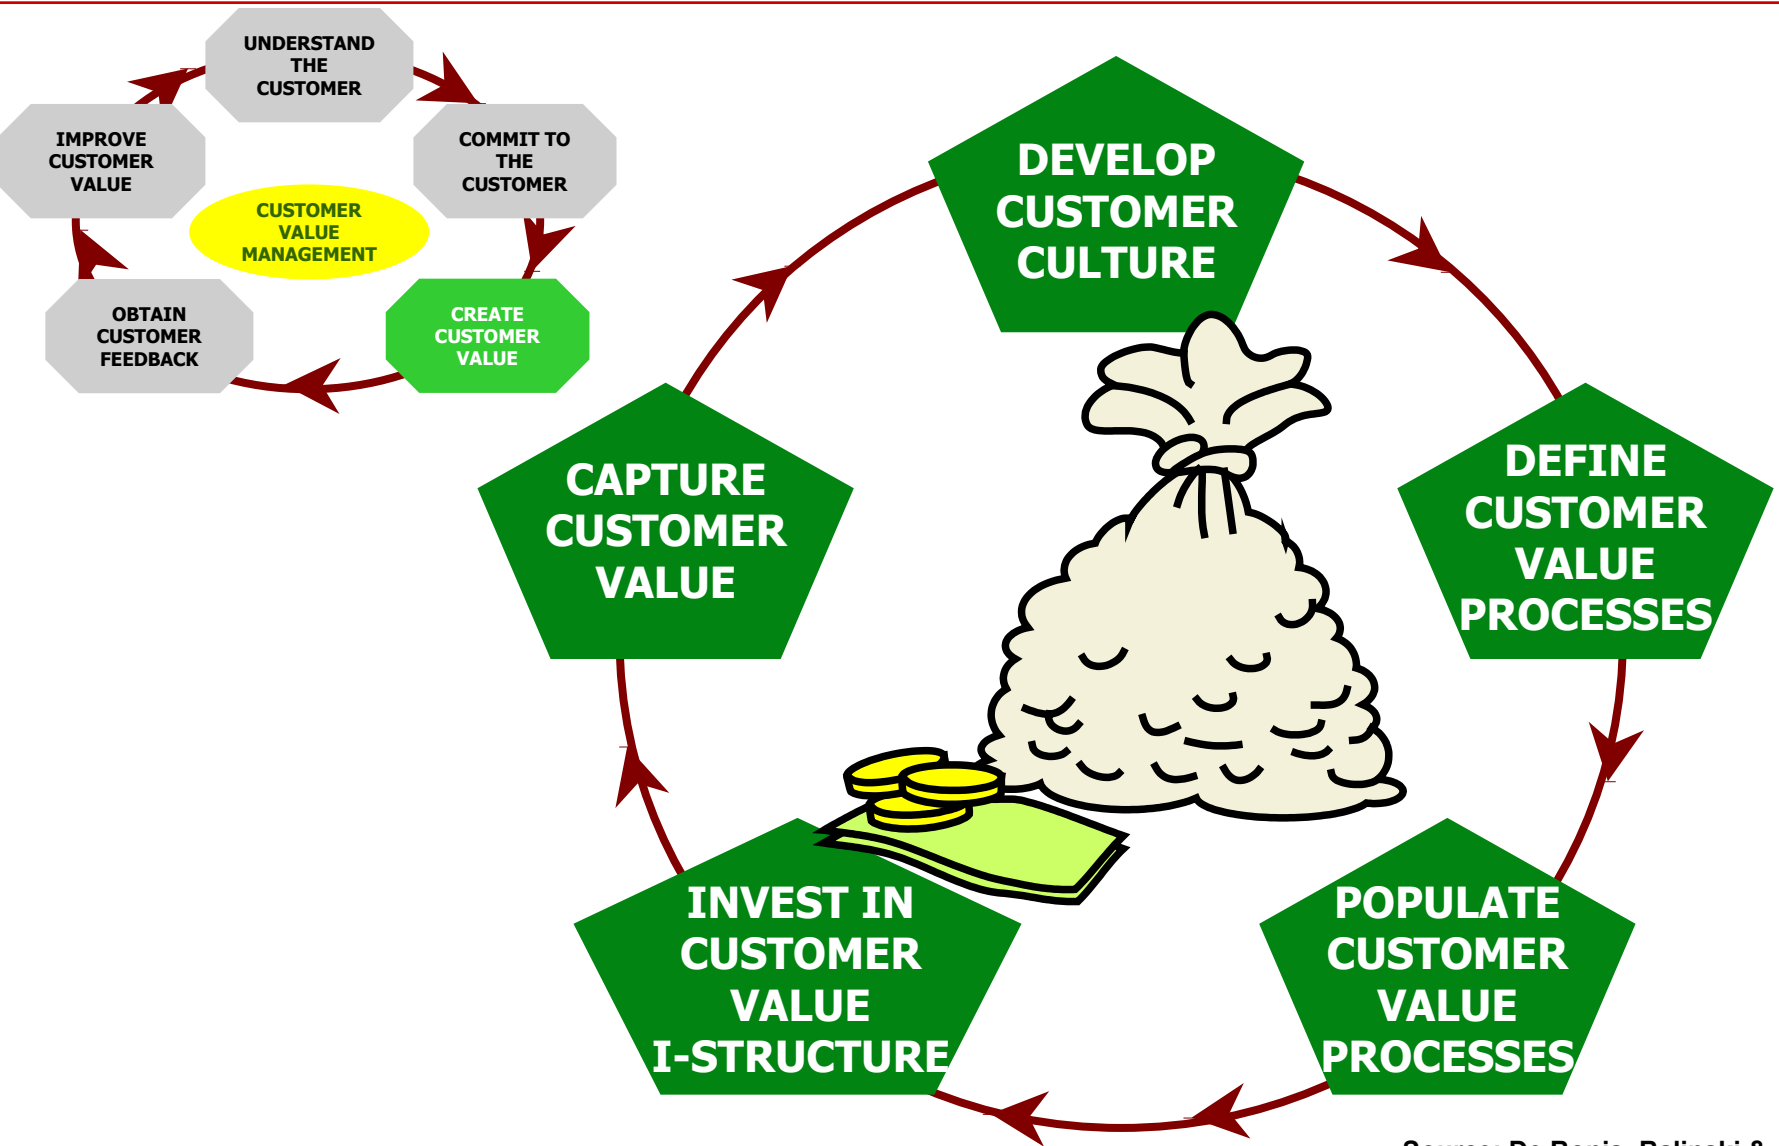 UNDERSTAND
THE
CUSTOMER
COMMIT TO
THE
CUSTOMER
CREATE
CUSTOMER
VALUE
OBTAIN
CUSTOMER
FEEDBACK
IMPROVE
CUSTOMER
VALUE
CUSTOMER
VALUE
MANAGEMENT
DEVELOP
CUSTOMER
CULTURE
DEFINE
CUSTOMER
VALUE
PROCESSES
POPULATE
CUSTOMER
VALUE
PROCESSES
INVEST IN
CUSTOMER
VALUE
I-STRUCTURE
CAPTURE
CUSTOMER
VALUE